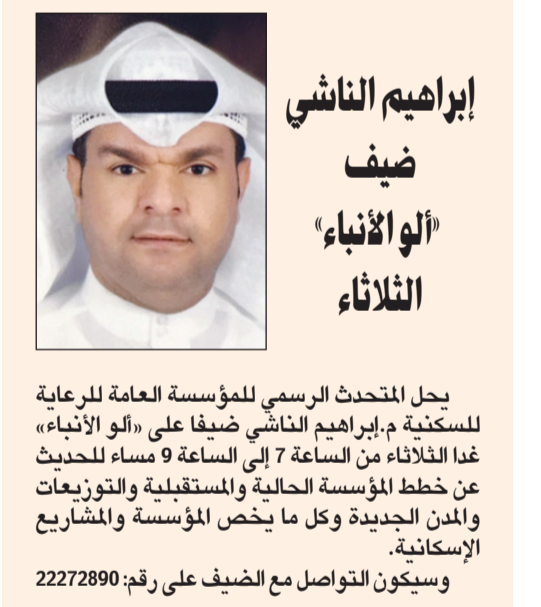 إبراهيم الناشي
ضيف
«ألو الأنباء»
الثلاثاء
يحل المتحدث الرسمي للمؤسسة العامة للرعاية
للسكنية م.إبراهيم الناشي ضيفا على «ألو الأنباء»
غدا الثلاثاء من الساعة 7 إلى الساعة 9 مساء للحديث
عن خطط المؤسسة الحالية والمستقبلية والتوزيعات
والمدن الجديدة وكل ما يخص المؤسسة والمشاريع
الإسكانية.
وسيكون التواصل مع الضيف على رقم: 22272890